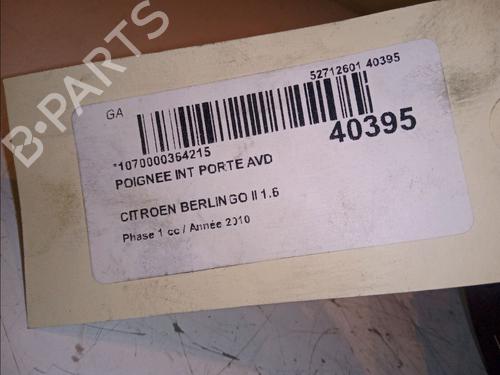 B-PARTS
GA
52712601 40395
*1070000364215
40395
POIGNEE INT PORTE AVD
CITROEN BERLINGO II 1.6
Phase 1 cc / Année 2010